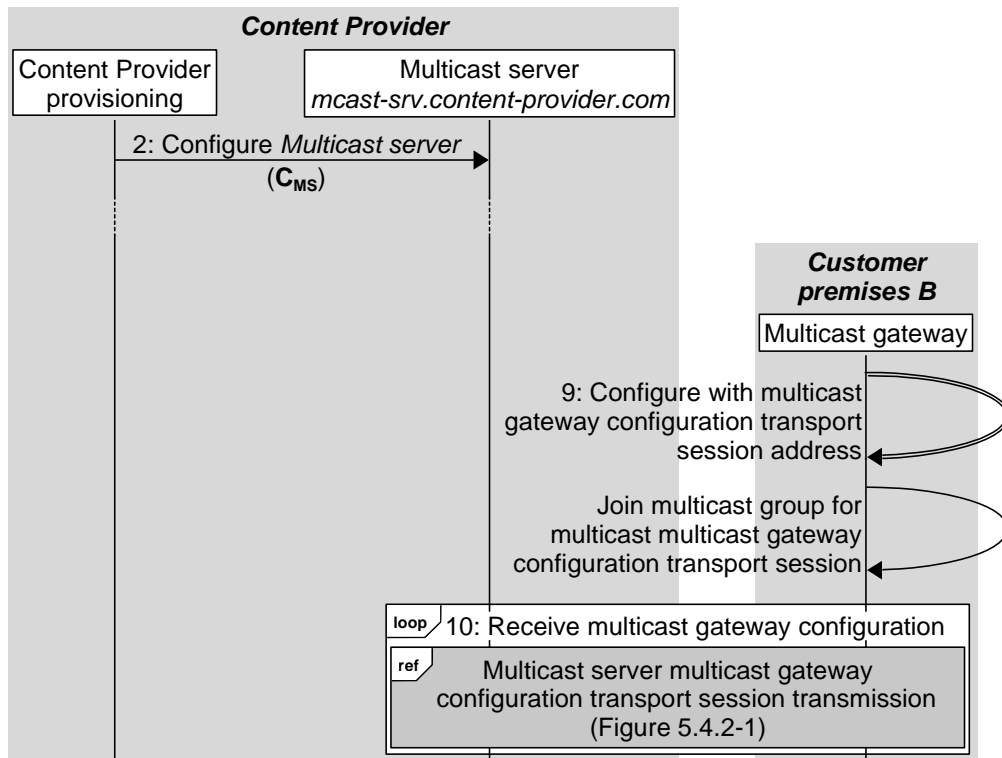 Content Provider
Content Provider
provisioning
Multicast server
mcast-srv.content-provider.com
2: Configure Multicast server
(CMS)
Customer
premises B
Multicast gateway
9: Configure with multicast
gateway configuration transport
session address
Join multicast group for
multicast multicast gateway
configuration transport session
loop
10: Receive multicast gateway configuration
ref
Multicast server multicast gateway
configuration transport session transmission
(Figure 5.4.2-1)